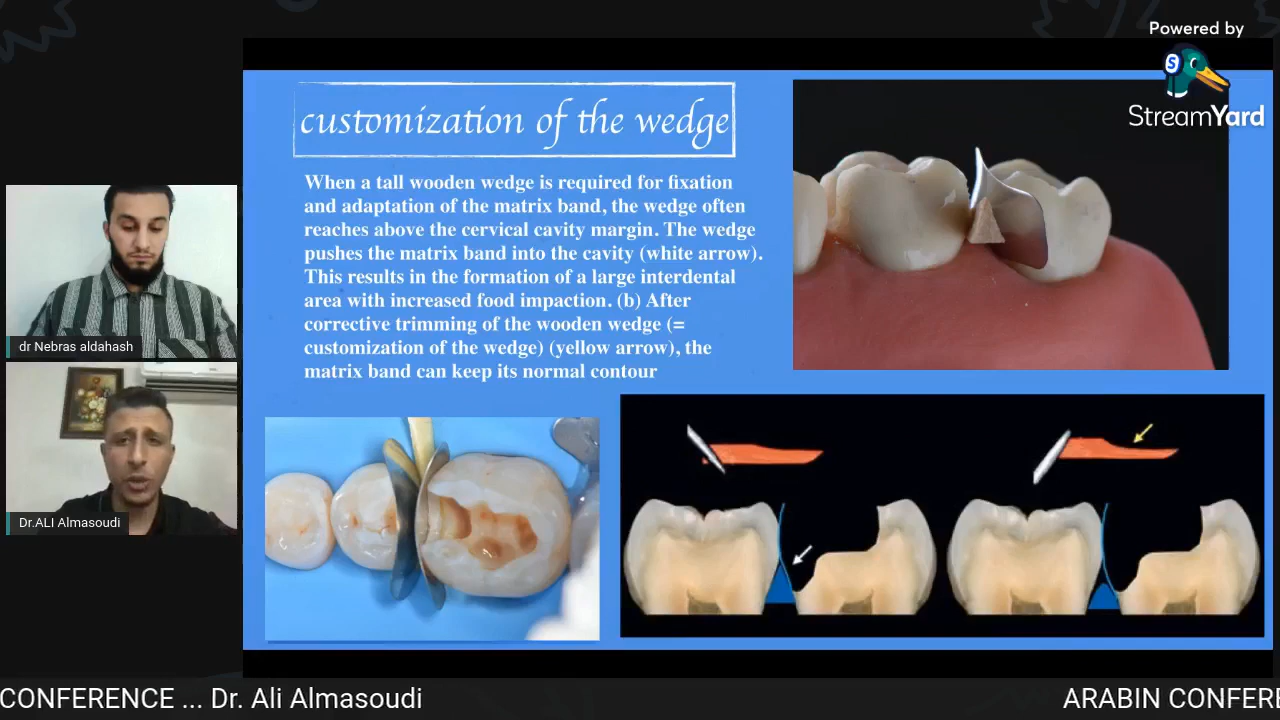 Powered by
S
StreamYard
customization of the wedge
When a tall wooden wedge is required for fixation
and adaptation of the matrix band, the wedge often
reaches above the cervical cavity margin. The wedge
pushes the matrix band into the cavity (white arrow).
This results in the formation of a large interdental
area with increased food impaction. (b) After
corrective trimming of the wooden wedge (=
customization of the wedge) (yellow arrow), the
matrix band can keep its normal contour
dr Nebras aldahash
Dr.ALI Almasoudi
CONFERENCE ... Dr. Ali Almasoudi
ARABIN CONFERE